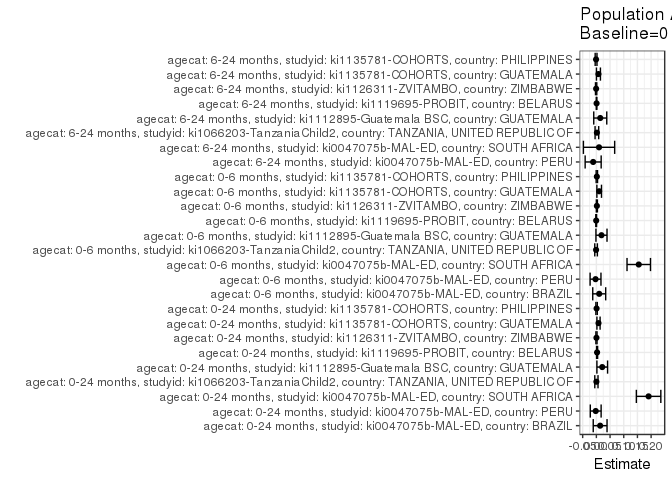 Population
Baseline=0
agecat: 6-24 months, studyid: ki1135781-COHORTS, country: PHILIPPINES
agecat: 6-24 months, studyid: ki1135781-COHORTS, country: GUATEMALA
agecat: 6-24 months, studyid: ki1126311-ZVITAMBO, country: ZIMBABWE
agecat: 6-24 months, studyid: ki1119695-PROBIT, country: BELARUS
agecat: 6-24 months, studyid: ki1112895-Guatemala BSC, country: GUATEMALA
agecat: 6-24 months, studyid: ki1066203-TanzaniaChild2, country: TANZANIA, UNITED REPUBLIC OF
agecat: 6-24 months, studyid: ki0047075b-MAL-ED, country: SOUTH AFRICA
agecat: 6-24 months, studyid: ki0047075b-MAL-ED, country: PERU
agecat: 0-6 months, studyid: ki1135781-COHORTS, country: PHILIPPINES
agecat: 0-6 months, studyid: ki1135781-COHORTS, country: GUATEMALA
agecat: 0-6 months, studyid: ki1126311-ZVITAMBO, country: ZIMBABWE
agecat: 0-6 months, studyid: ki1119695-PROBIT, country: BELARUS
agecat: 0-6 months, studyid: ki1112895-Guatemala BSC, country: GUATEMALA
agecat: 0-6 months, studyid: ki1066203-TanzaniaChild2, country: TANZANIA, UNITED REPUBLIC OF
agecat: 0-6 months, studyid: ki0047075b-MAL-ED, country: SOUTH AFRICA
agecat: 0-6 months, studyid: ki0047075b-MAL-ED, country: PERU
agecat: 0-6 months, studyid: ki0047075b-MAL-ED, country: BRAZIL
agecat: 0-24 months, studyid: ki1135781-COHORTS, country: PHILIPPINES
agecat: 0-24 months, studyid: ki1135781-COHORTS, country: GUATEMALA
agecat: 0-24 months, studyid: ki1126311-ZVITAMBO, country: ZIMBABWE
agecat: 0-24 months, studyid: ki1119695-PROBIT, country: BELARUS
agecat: 0-24 months, studyid: ki1112895-Guatemala BSC, country: GUATEMALA
agecat: 0-24 months, studyid: ki1066203-TanzaniaChild2, country: TANZANIA, UNITED REPUBLIC OF
agecat: 0-24 months, studyid: ki0047075b-MAL-ED, country: SOUTH AFRICA
agecat: 0-24 months, studyid: ki0047075b-MAL-ED, country: PERU
agecat: 0-24 months, studyid: ki0047075b-MAL-ED, country: BRAZIL
-0.05 0.00 0.05 0.10 0.15 0.20
Estimate